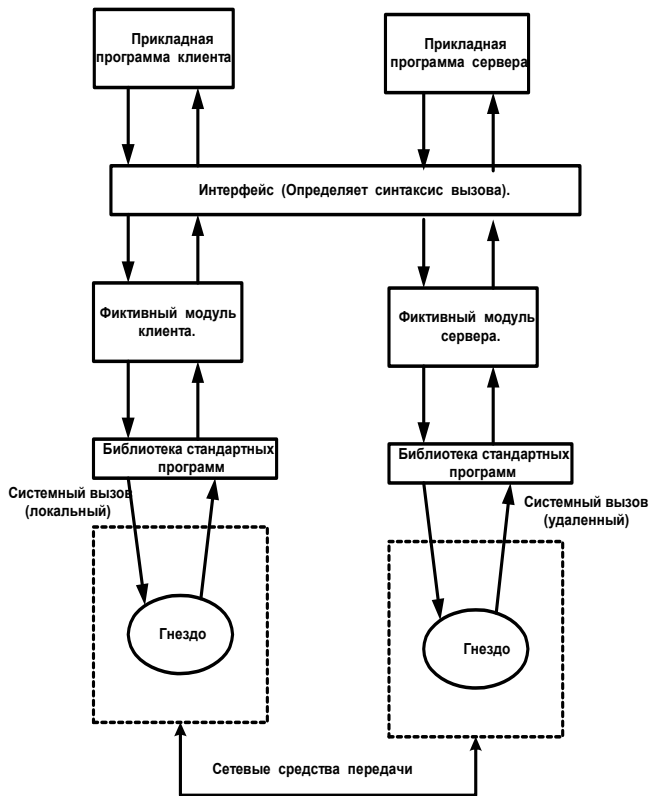 Прикладная
программа клиента
Прикладная
программа сервера
Интерфейс (Определяет синтаксис вызова).
Фиктивный модуль
клиента.
Фиктивный модуль
сервера.
Библиотека стандартных
программ
Библиотека стандартных
программ
Системный вызов
(локальный)
Системный вызов
(удаленный)
Гнездо
Гнездо
Сетевые средства передачи